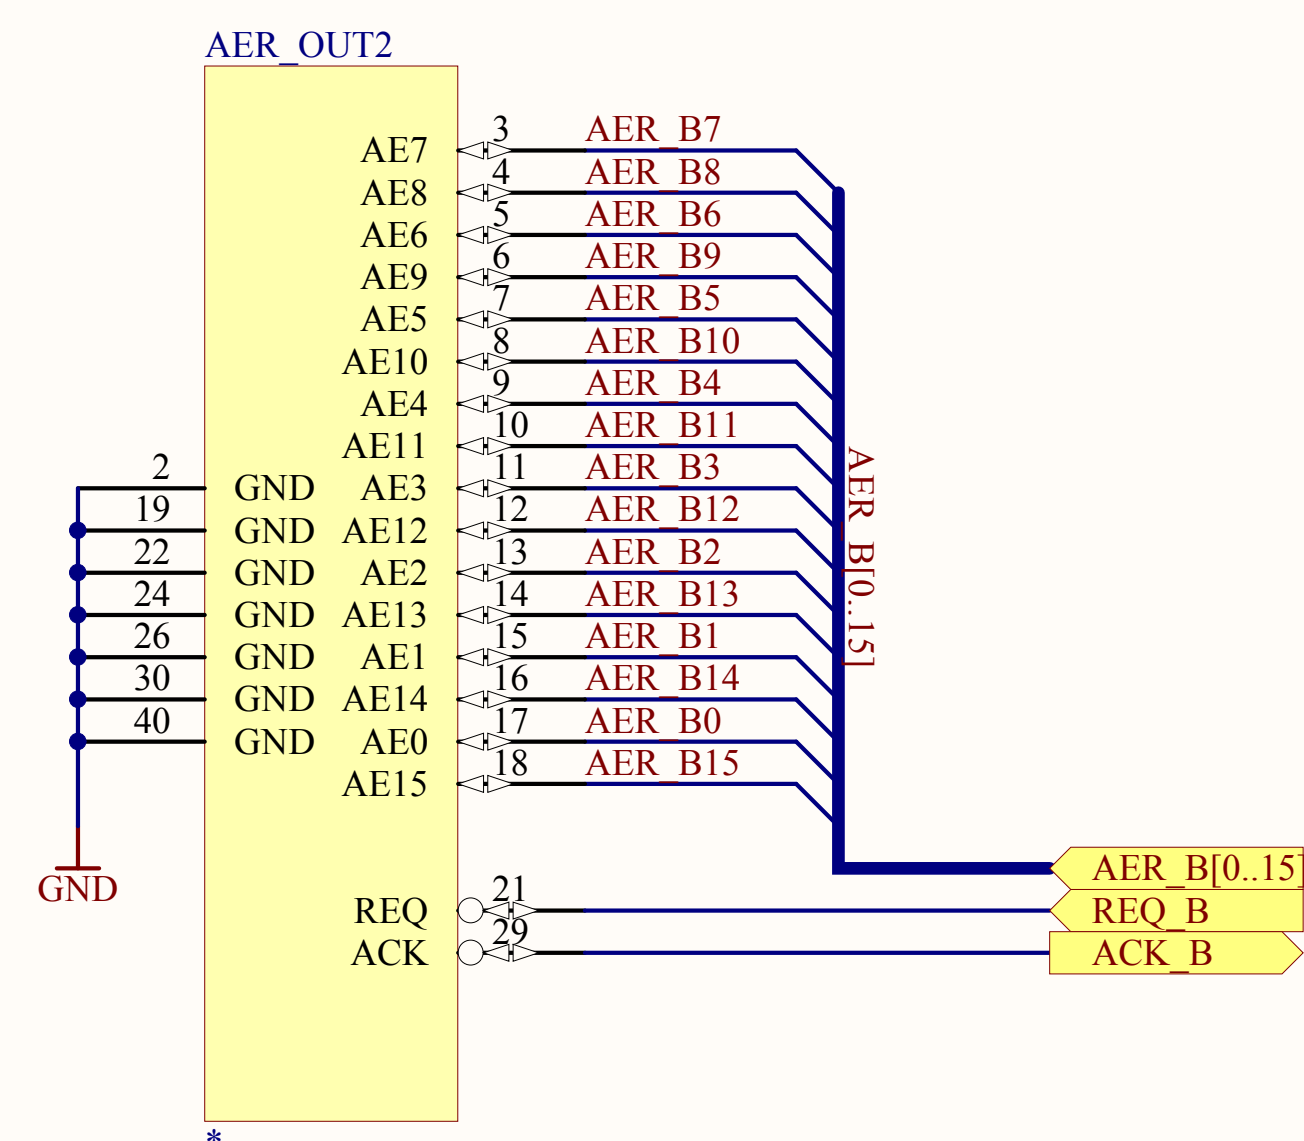 AER_OUT2
AE7 3 AER_B7
AE8 4 AER_B8
AE6 5 AER_B6
AE9 6 AER_B9
AE5 7 AER_B5
AE10 8 AER_B10
AE4 9 AER_B4
AE11 10 AER_B11
2 GND AE3 11 AER_B3
19 GND AE12 12 AER_B12
22 GND AE2 13 AER_B2
24 GND AE13 14 AER_B13
26 GND AE1 15 AER_B1
30 GND AE14 16 AER_B14
40 GND AE0 17 AER_B0
AE15 18 AER_B15
AER_B[0..15]
GND
AER_B[0..15]
REQ 21 REQ_B
ACK 29 ACK_B
*